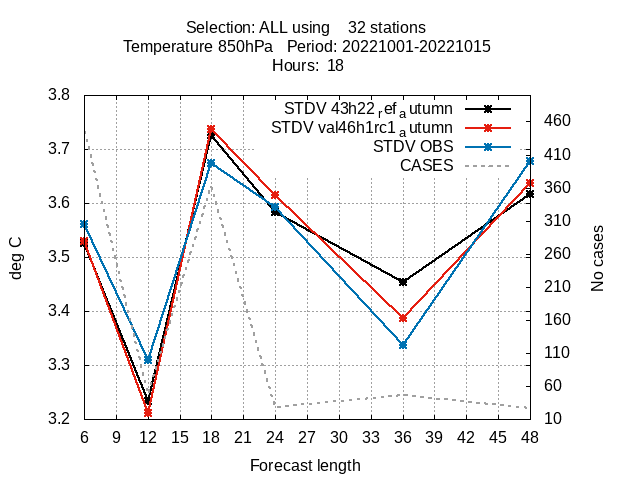 Selection: ALL using 32 stations
Temperature 850hPa Period: 20221001-20221015
Hours: 18
STDV 43h22ref autumn
STDV val46h1rc1autumn
STDV OBS
CASES
3.8
3.7
3.6
3.5
3.4
3.3
3.2
460
410
360
310
260
210
160
110
60
10
deg C
No cases
6 9 12 15 18 21 24 27 30 33 36 39 42 45 48
Forecast length